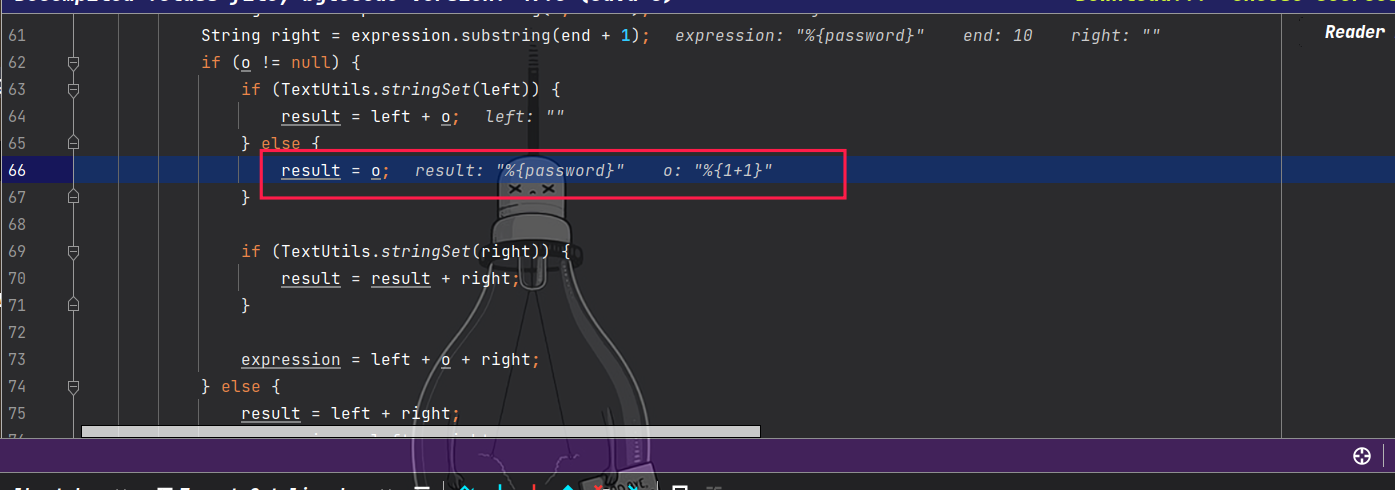 61 String right = expression.substring(end + 1); expression: "%{password}" end: 10 right: ""
Reader
62 if (o != null) {
63 if (TextUtils.stringSet(left)) {
64 result = left + o; left: ""
65 } else {
66 result = o; result: "%{password}" o: "%{1+1}"
67 }
68
69 if (TextUtils.stringSet(right)) {
70 result = result + right;
71 }
72
73 expression = left + o + right;
74 } else {
75 result = left + right;